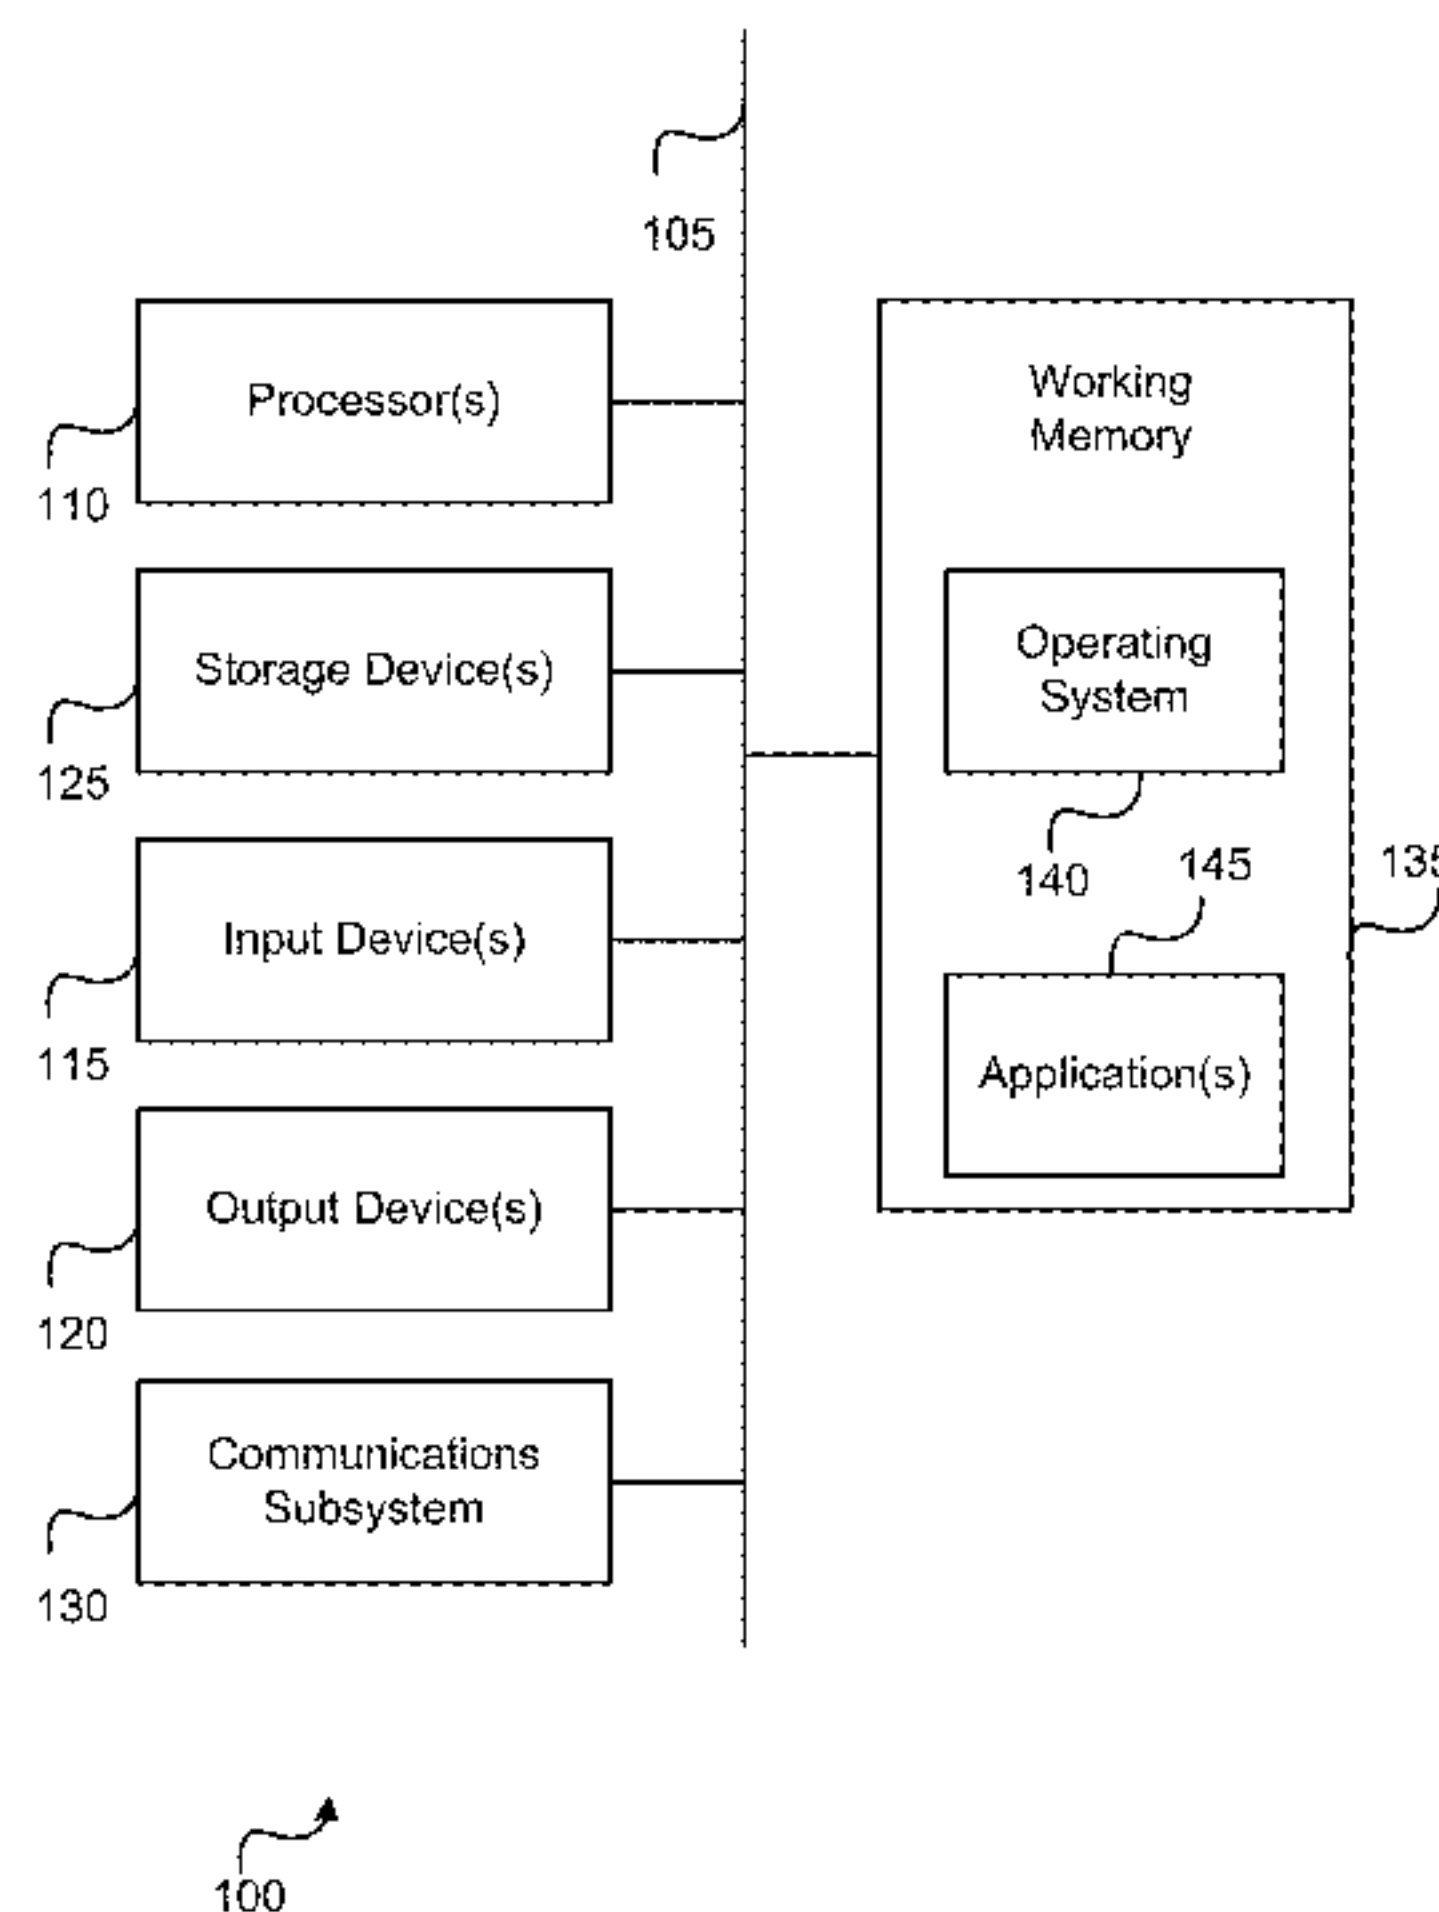 105
Processor(s)
110
Storage Device(s)
125
Input Device(s)
115
Output Device(s)
120
Communications
Subsystem
130
Working
Memory
Operating
System
140
145
135
Application(s)
100